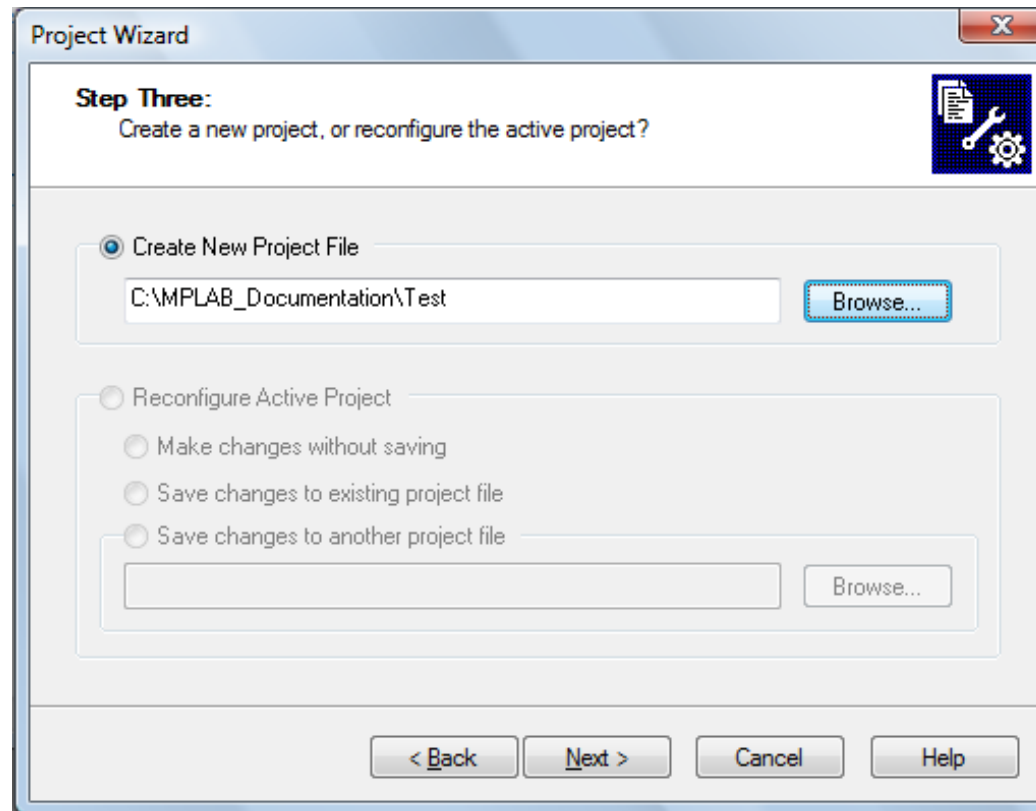 Project Wizard
Step Three:
Create a new project, or reconfigure the active project?
Create New Project File
C:\MPLAB_Documentation\Test
Browse...
Reconfigure Active Project
Make changes without saving
Save changes to existing project file
Save changes to another project file
Browse...
< Back Next > Cancel Help